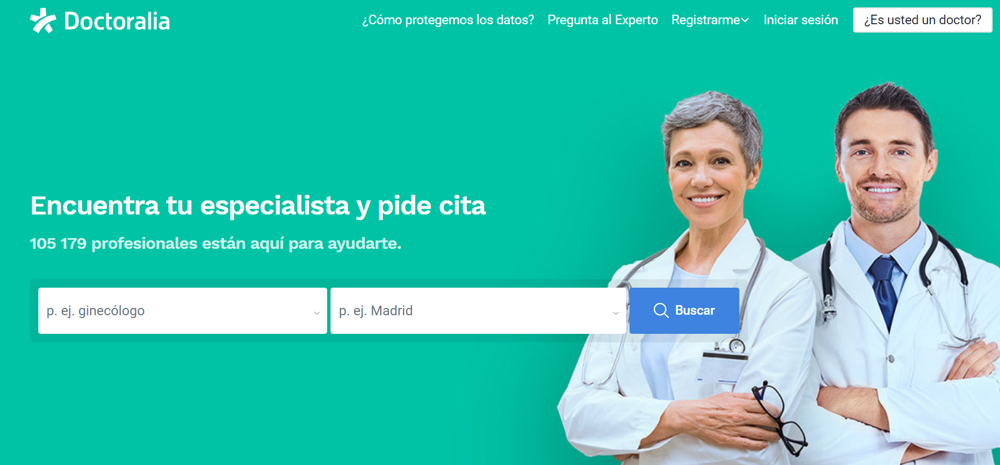 Doctoralia
¿Cómo protegemos los datos? Pregunta al Experto Registrarme Iniciar sesión ¿Es usted un doctor?
Encuentra tu especialista y pide cita
105 179 profesionales están aquí para ayudarte.
p. ej. ginecólogo p. ej. Madrid Buscar